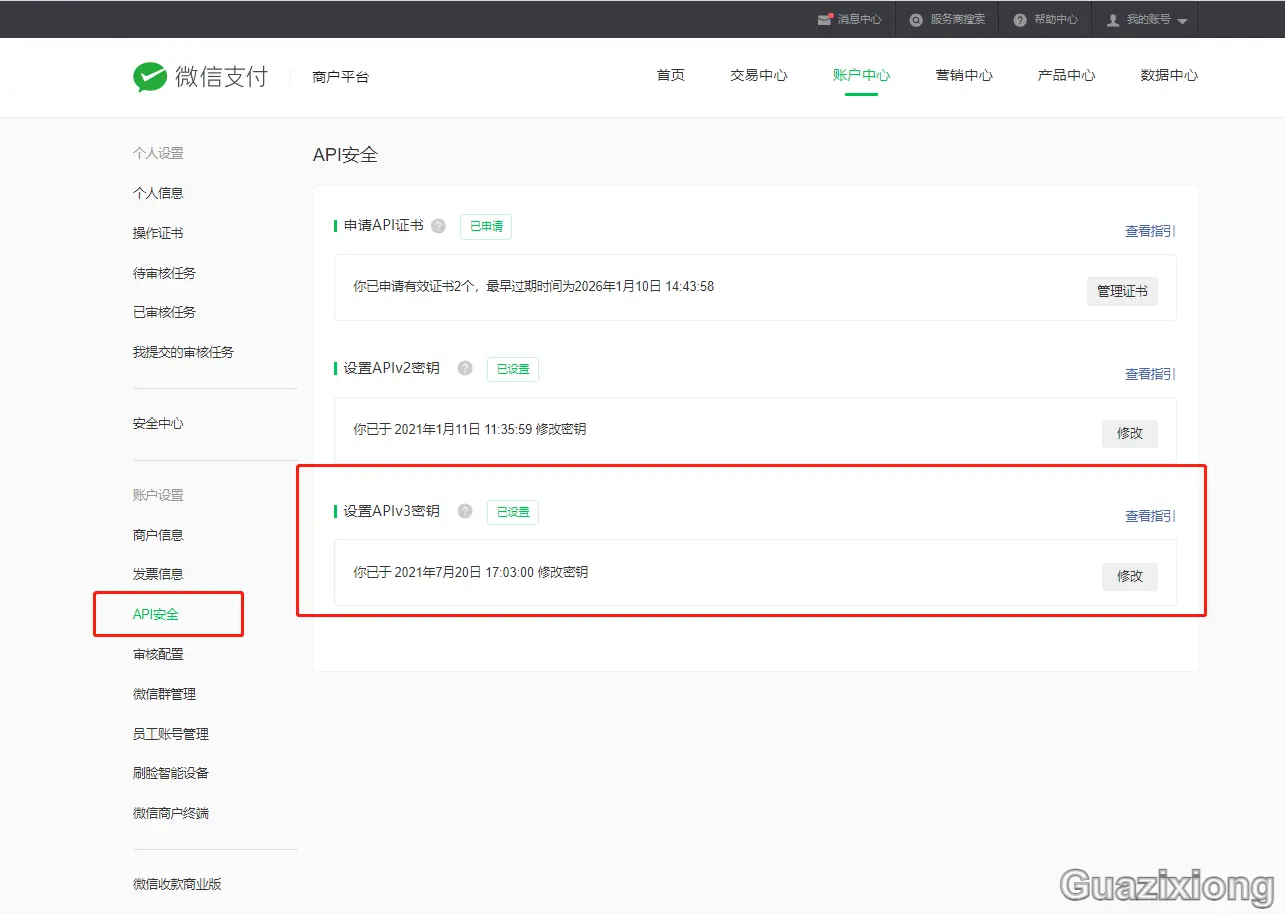 消息中心 服务商搜索 帮助中心 我的账号
微信支付 商户平台 首页 交易中心 账户中心 营销中心 产品中心 数据中心
个人设置
个人信息
操作证书
待审核任务
已审核任务
我提交的审核任务
安全中心
账户设置
商户信息
发票信息
API安全
审核配置
微信群管理
员工账号管理
刷脸智能设备
微信商户终端
微信收款商业版
API安全
申请API证书 ? 已申请 查看指引
你已申请有效证书2个，最早过期时间为2026年1月10日 14:43:58 管理证书
设置APIv2密钥 ? 已设置 查看指引
你已于 2021年1月11日 11:35:59 修改密钥 修改
设置APIv3密钥 ? 已设置 查看指引
你已于 2021年7月20日 17:03:00 修改密钥 修改
Guazixiong